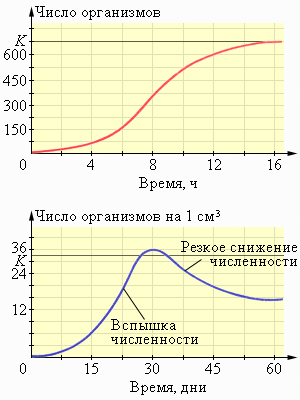 Число организмов
K
600
450
300
150
0
4
8
12
16
Время, ч
Число организмов на 1 см³
36
K
24
12
Резкое снижение
численности
Вспышка
численности
0
15
30
45
60
Время, дни